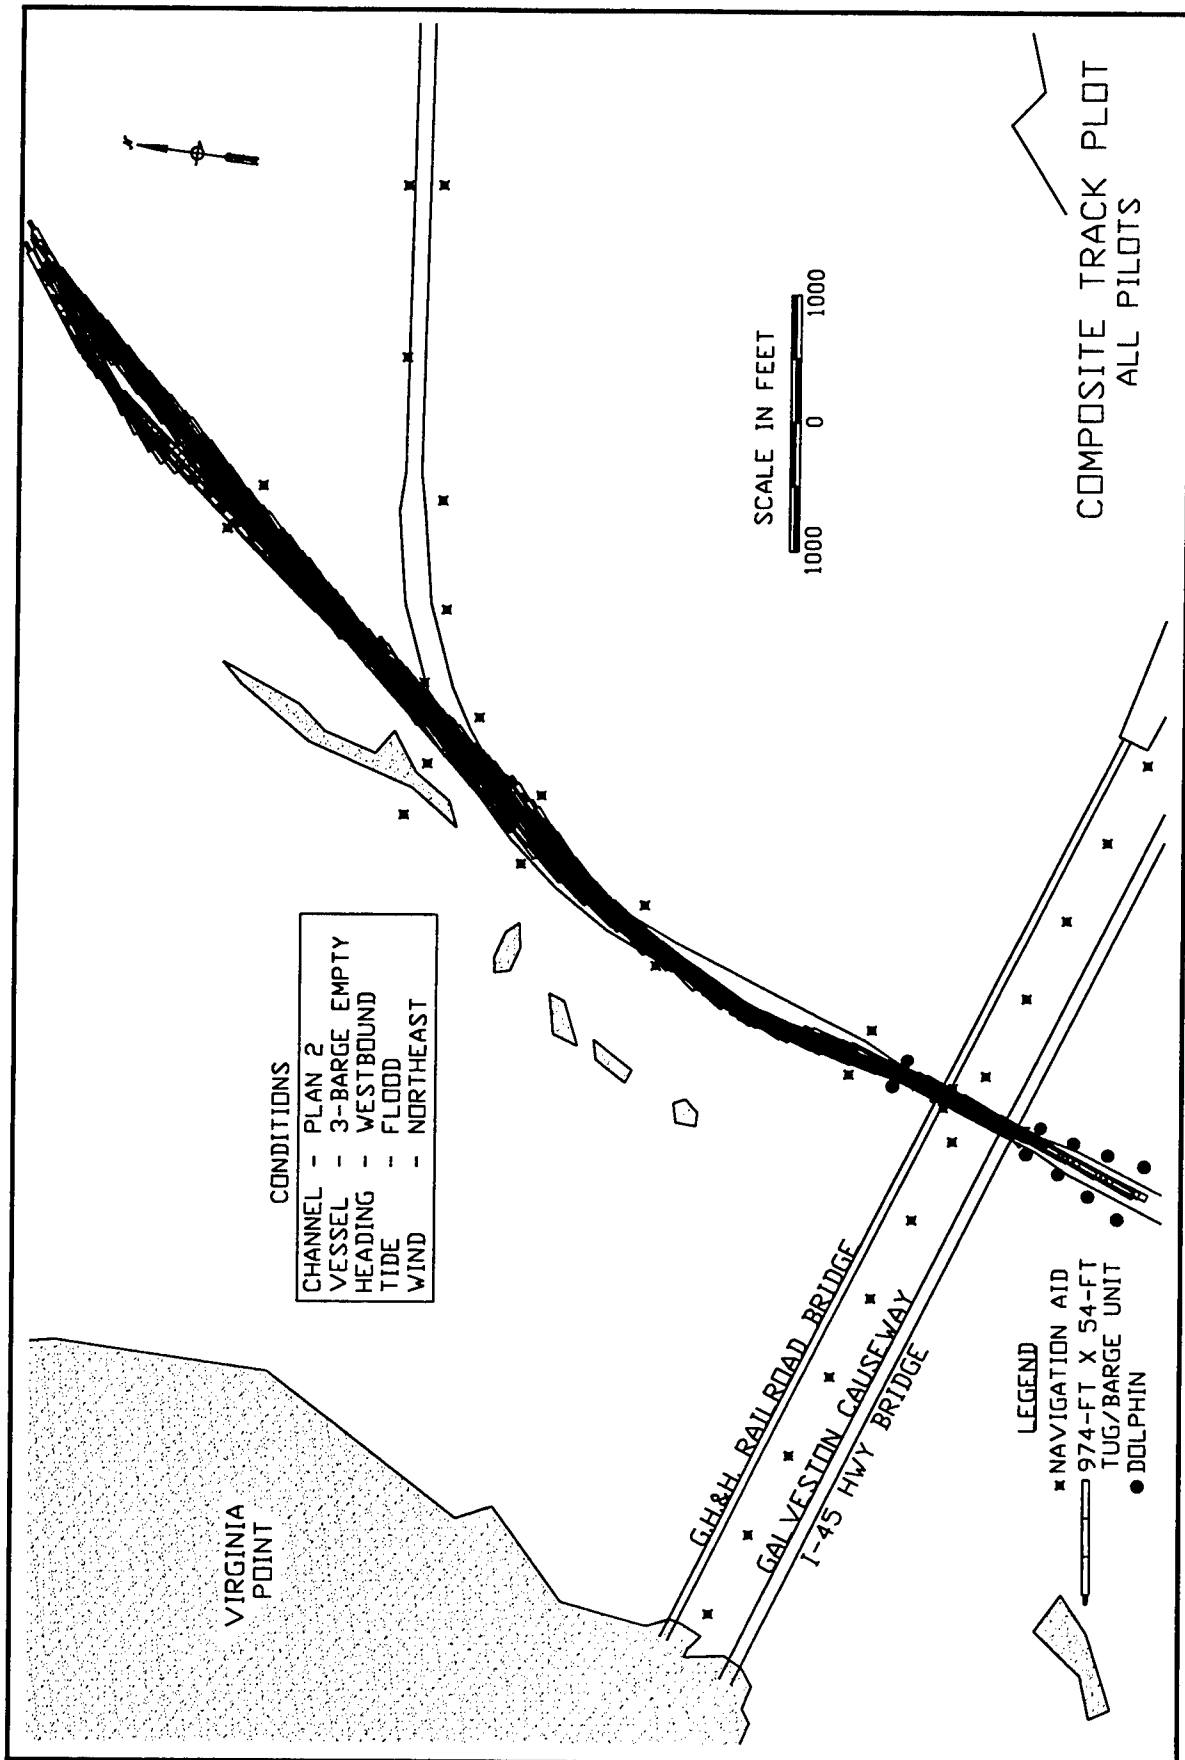 VIRGINIA
POINT
CONDITIONS
CHANNEL - PLAN 2
VESSEL - 3-BARGE EMPTY
HEADING - WESTBOUND
TIDE - FLOOD
WIND - NORTHEAST
N
G.H.&H. RAILROAD BRIDGE
GALVESTON CAUSEWAY
I-45 HWY BRIDGE
SCALE IN FEET
1000 0 1000
LEGEND
NAVIGATION AID
974-FT X 54-FT
TUG/BARGE UNIT
DOLPHIN
COMPOSITE TRACK PLOT
ALL PILOTS